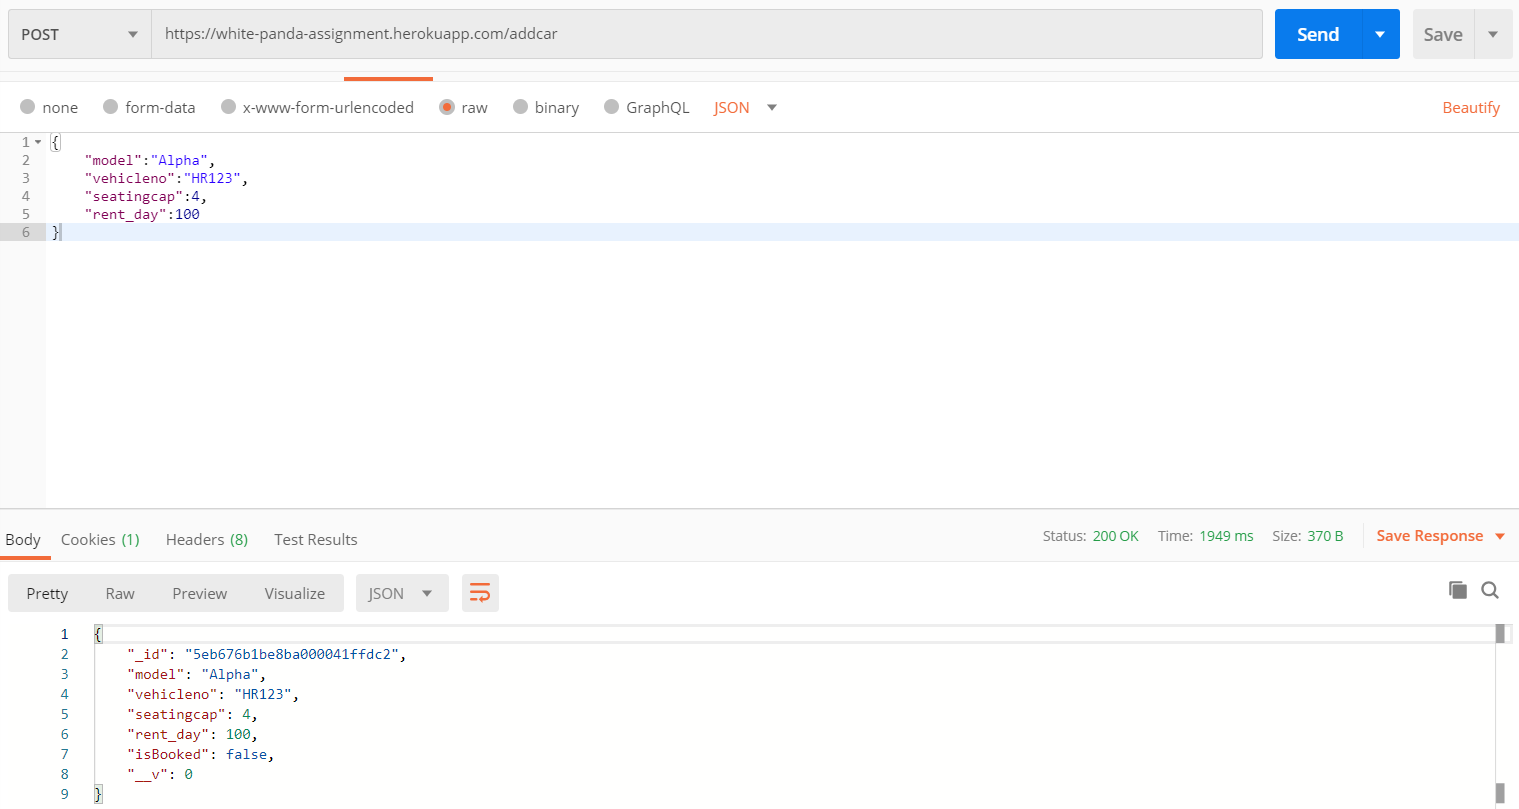 POST https://white-panda-assignment.herokuapp.com/addcar Send Save
none form-data x-www-form-urlencoded raw binary GraphQL JSON Beautify
1 {
2 "model":"Alpha",
3 "vehicleno":"HR123",
4 "seatingcap":4,
5 "rent_day":100
6 }
Body Cookies (1) Headers (8) Test Results Status: 200 OK Time: 1949 ms Size: 370 B Save Response
Pretty Raw Preview Visualize JSON
1 {
2 "_id": "5eb676b1be8ba000041ffdc2",
3 "model": "Alpha",
4 "vehicleno": "HR123",
5 "seatingcap": 4,
6 "rent_day": 100,
7 "isBooked": false,
8 "__v": 0
9 }